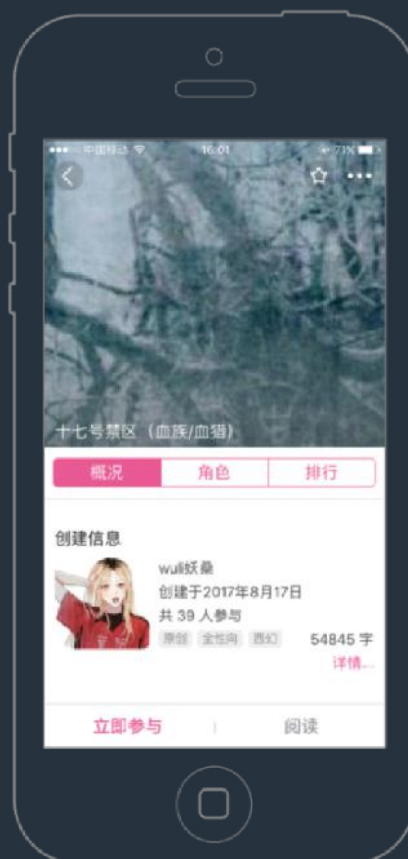 中国移动 16:01 71%
十七号禁区（血族/血猎）
概况 角色 排行
创建信息
wuli妖桑
创建于2017年8月17日
共 39 人参与
原创 全性向 西幻 54845 字
详情...
立即参与 阅读